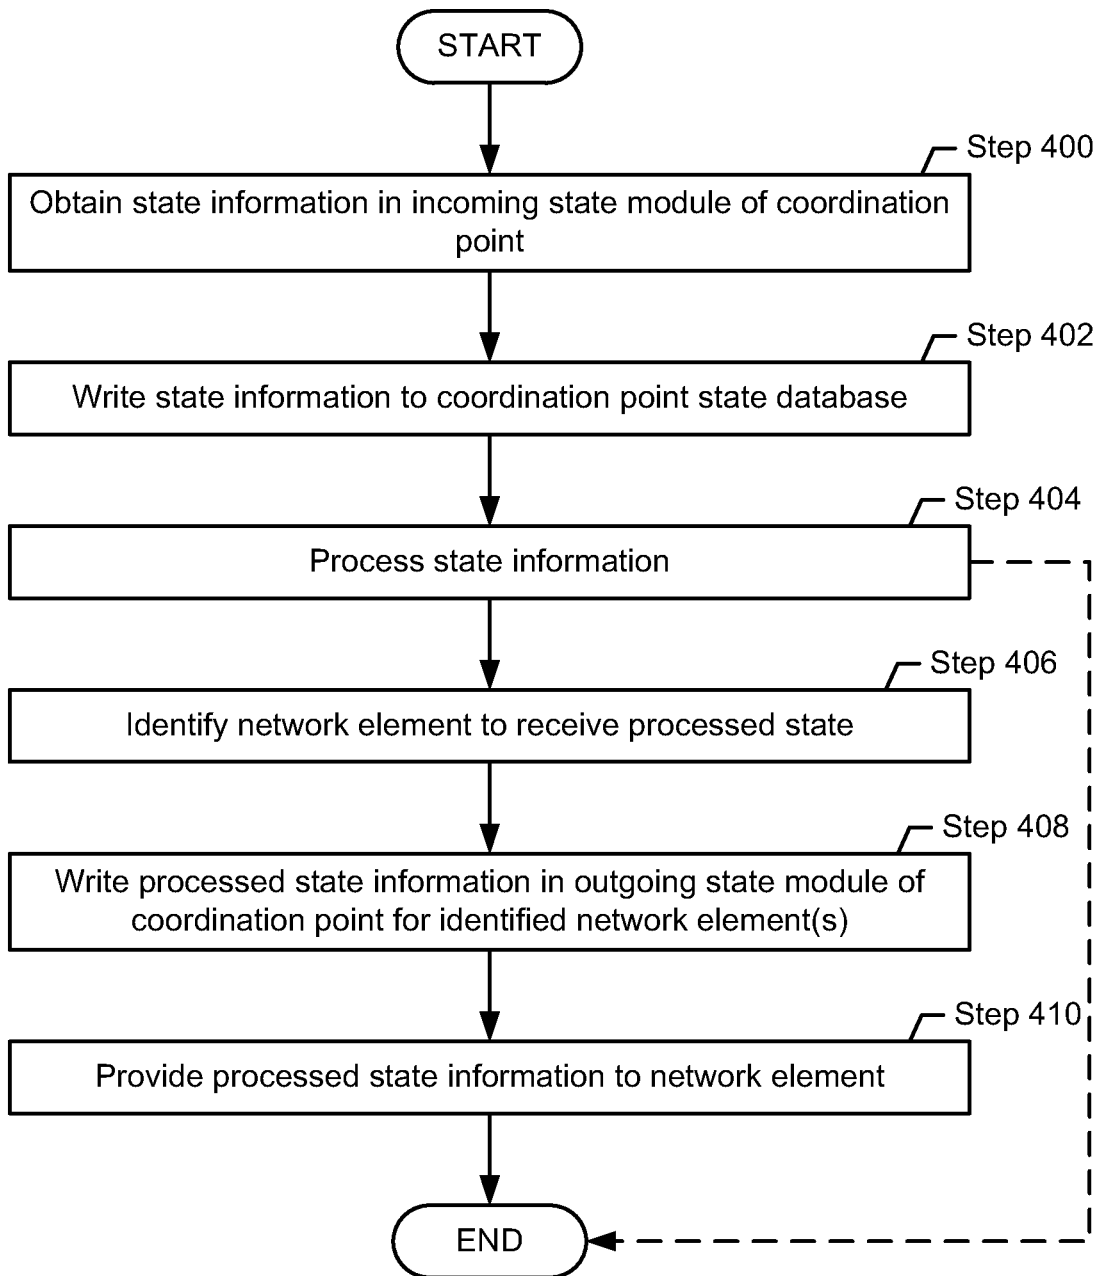 START
Step 400
Obtain state information in incoming state module of coordination
point
Step 402
Write state information to coordination point state database
Step 404
Process state information
Step 406
Identify network element to receive processed state
Step 408
Write processed state information in outgoing state module of
coordination point for identified network element(s)
Step 410
Provide processed state information to network element
END